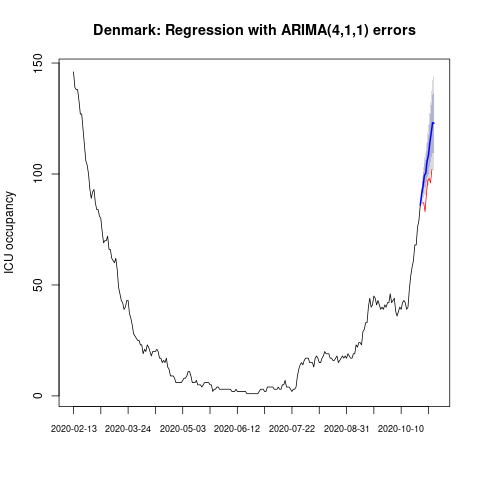 Denmark: Regression with ARIMA(4,1,1) errors
ICU occupancy
150
100
50
0
2020-02-13 2020-03-24 2020-05-03 2020-06-12 2020-07-22 2020-08-31 2020-10-10